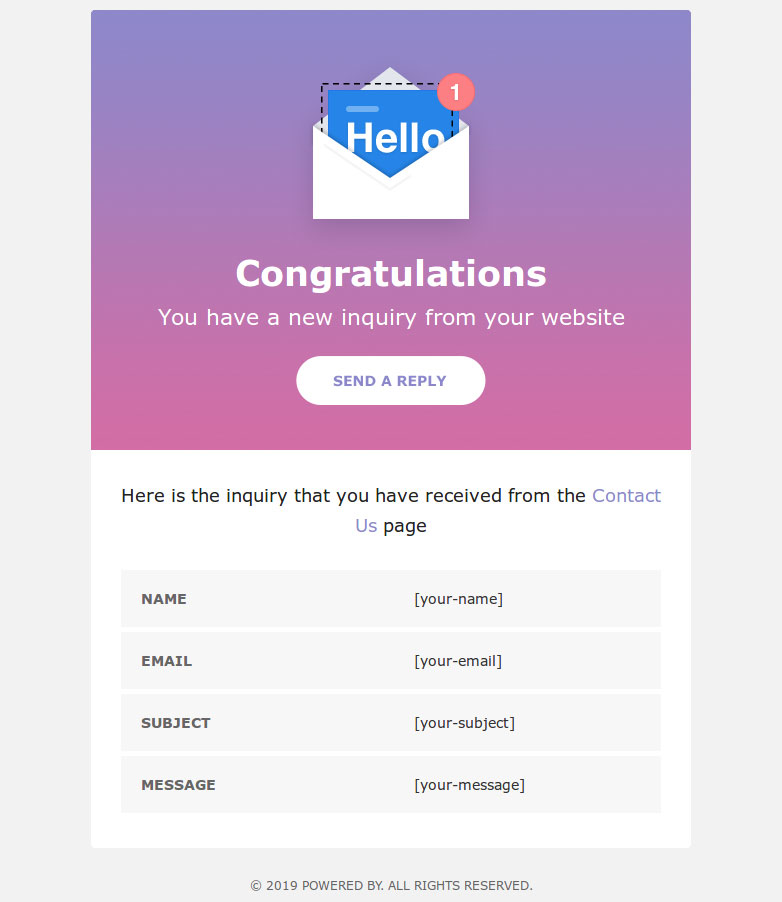 1
Hello
Congratulations
You have a new inquiry from your website
SEND A REPLY
Here is the inquiry that you have received from the Contact
Us page
NAME [your-name]
EMAIL [your-email]
SUBJECT [your-subject]
MESSAGE [your-message]
© 2019 POWERED BY. ALL RIGHTS RESERVED.